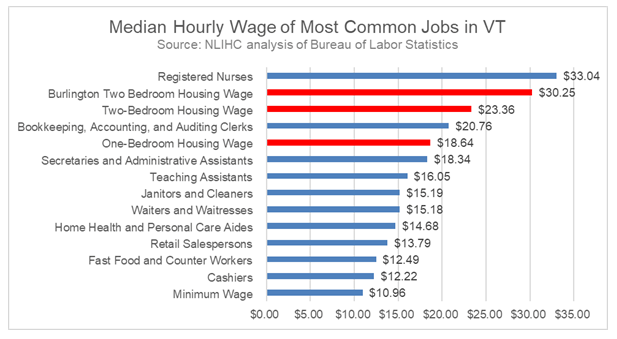 Median Hourly Wage of Most Common Jobs in VT
Source: NLIHC analysis of Bureau of Labor Statistics
Registered Nurses $33.04
Burlington Two Bedroom Housing Wage $30.25
Two-Bedroom Housing Wage $23.36
Bookkeeping, Accounting, and Auditing Clerks $20.76
One-Bedroom Housing Wage $18.64
Secretaries and Administrative Assistants $18.34
Teaching Assistants $16.05
Janitors and Cleaners $15.19
Waiters and Waitresses $15.18
Home Health and Personal Care Aides $14.68
Retail Salespersons $13.79
Fast Food and Counter Workers $12.49
Cashiers $12.22
Minimum Wage $10.96
$0.00 $5.00 $10.00 $15.00 $20.00 $25.00 $30.00 $35.00